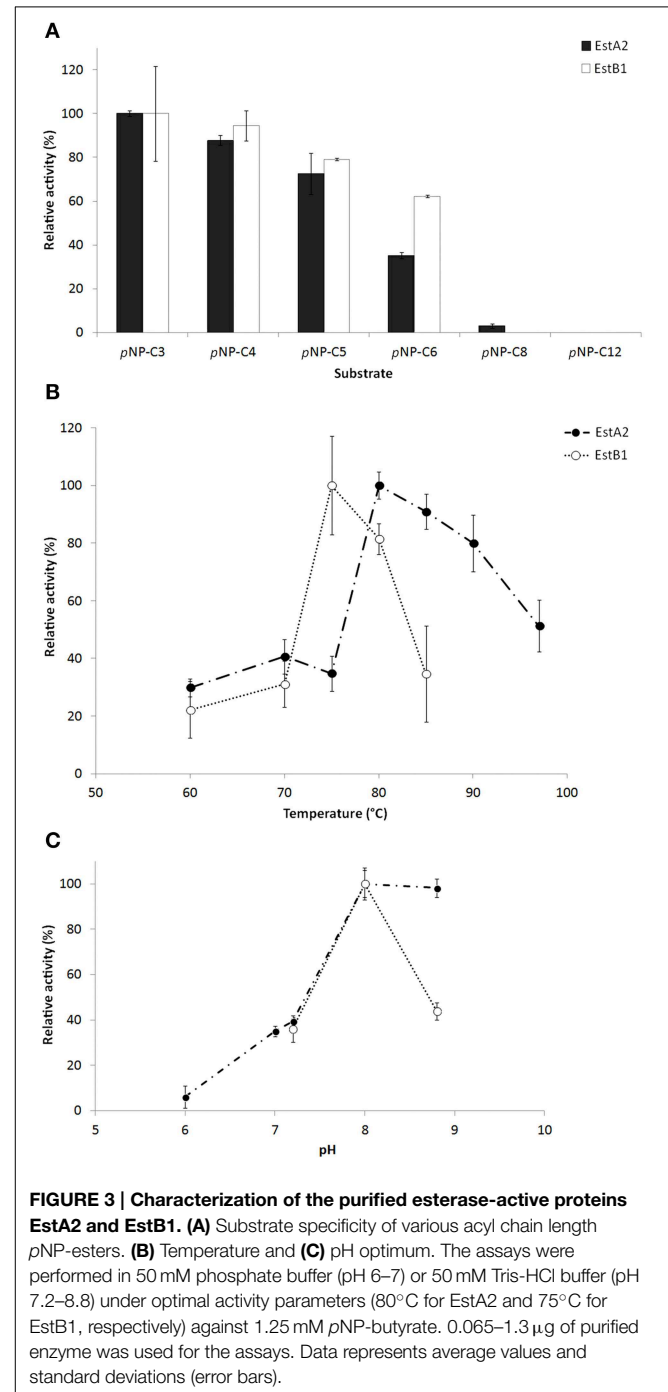 A
EstA2
EstB1
120
100
80
60
40
20
0
Relative activity (%)
pNP-C3 pNP-C4 pNP-C5 pNP-C6 pNP-C8 pNP-C12
Substrate
B
EstA2
EstB1
120
100
80
60
40
20
0
Relative activity (%)
50 60 70 80 90 100
Temperature (°C)
C
100
80
60
40
20
0
Relative activity (%)
5 6 7 8 9 10
pH
FIGURE 3 | Characterization of the purified esterase-active proteins
EstA2 and EstB1. (A) Substrate specificity of various acyl chain length
pNP-esters. (B) Temperature and (C) pH optimum. The assays were
performed in 50 mM phosphate buffer (pH 6–7) or 50 mM Tris-HCl buffer (pH
7.2–8.8) under optimal activity parameters (80°C for EstA2 and 75°C for
EstB1, respectively) against 1.25 mM pNP-butyrate. 0.065–1.3 μg of purified
enzyme was used for the assays. Data represents average values and
standard deviations (error bars).